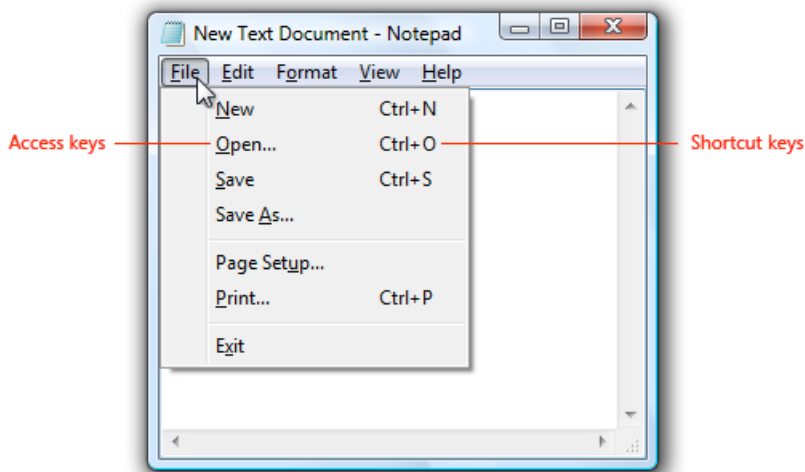 New Text Document - Notepad
File Edit Format View Help
New Ctrl+N
Access keys Open... Ctrl+O Shortcut keys
Save Ctrl+S
Save As...
Page Setup...
Print... Ctrl+P
Exit